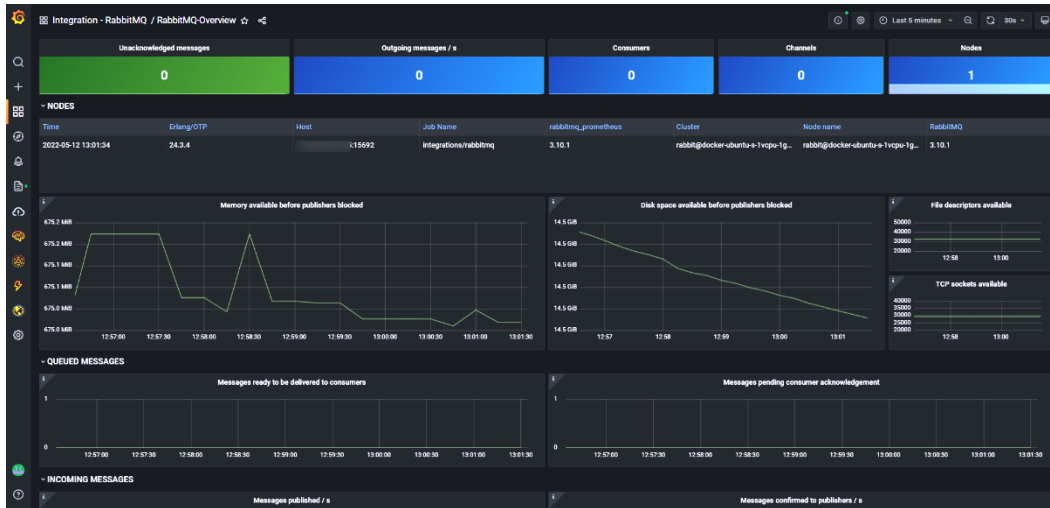 Integration - RabbitMQ / RabbitMQ-Overview
Last 5 minutes
30s
Unacknowledged messages
0
Outgoing messages / s
0
Consumers
0
Channels
0
Nodes
1
NODES
Time Erlang/OTP Host Job Name rabbitmq_prometheus Cluster Node name RabbitMQ
2022-05-12 13:01:34 24.3.4 :15692 integrations/rabbitmq 3.10.1 rabbit@docker-ubuntu-s-1vcpu-1g... rabbit@docker-ubuntu-s-1vcpu-1g... 3.10.1
Memory available before publishers blocked
675.2 MiB
675.2 MiB
675.1 MiB
675.1 MiB
675.0 MiB
675.0 MiB
12:57:00 12:57:30 12:58:00 12:58:30 12:59:00 12:59:30 13:00:00 13:00:30 13:01:00 13:01:30
Disk space available before publishers blocked
14.5 GiB
14.5 GiB
14.5 GiB
14.5 GiB
14.5 GiB
14.5 GiB
12:57 12:58 12:59 13:00 13:01
File descriptors available
50000
40000
30000
20000
12:58 13:00
TCP sockets available
40000
35000
30000
25000
20000
12:58 13:00
QUEUED MESSAGES
Messages ready to be delivered to consumers
1
0
12:57:00 12:57:30 12:58:00 12:58:30 12:59:00 12:59:30 13:00:00 13:00:30 13:01:00 13:01:30
Messages pending consumer acknowledgement
1
0
12:57:00 12:57:30 12:58:00 12:58:30 12:59:00 12:59:30 13:00:00 13:00:30 13:01:00 13:01:30
INCOMING MESSAGES
Messages published / s
Messages confirmed to publishers / s